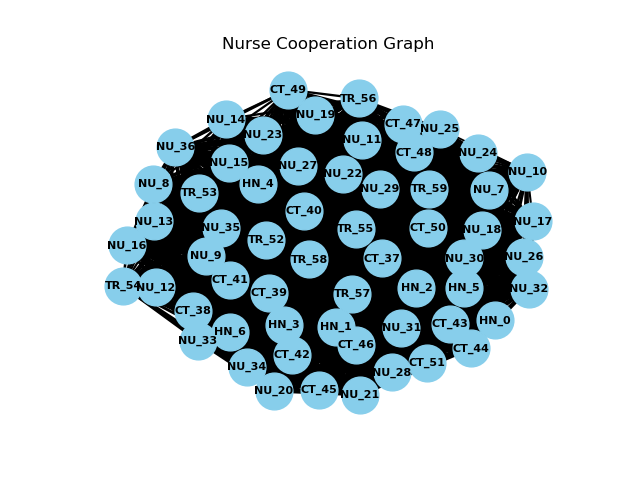 Nurse Cooperation Graph
CT_49
TR_56
NU_19
NU_14
CT_47
NU_25
NU_23
NU_11
NU_36
CT_48
NU_24
NU_15
NU_27
NU_22
NU_10
NU_8
HN_4
TR_53
NU_29
TR_59
NU_7
CT_40
NU_13
NU_17
NU_35
TR_55
CT_50
NU_18
TR_52
NU_16
NU_9
TR_58
CT_37
NU_30
NU_26
CT_41
TR_54
NU_12
CT_39
TR_57
HN_2
HN_5
NU_32
CT_38
HN_0
HN_3
HN_1
NU_31
CT_43
HN_6
NU_33
CT_46
CT_44
CT_42
CT_51
NU_34
NU_28
NU_20
CT_45
NU_21